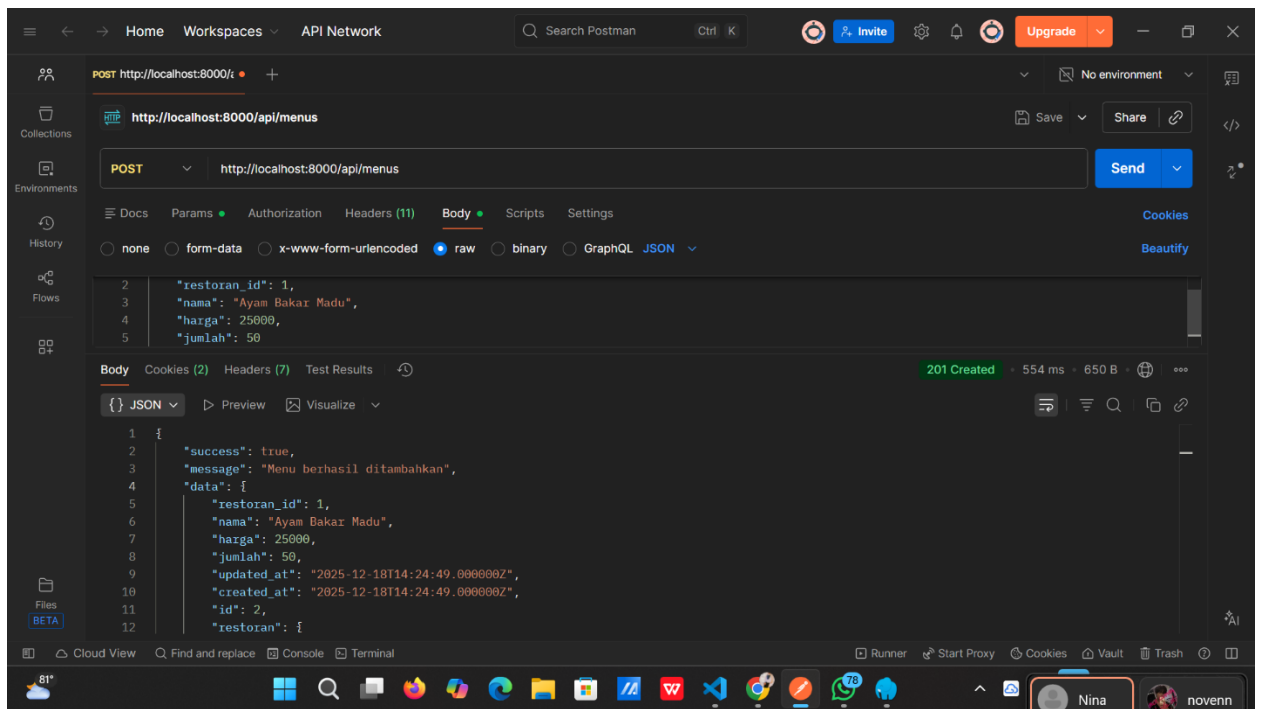 Home Workspaces API Network Search Postman Ctrl K Invite Upgrade
POST http://localhost:8000/a No environment
HTTP http://localhost:8000/api/menus Save Share
Collections
POST http://localhost:8000/api/menus Send
Environments
Docs Params Authorization Headers (11) Body Scripts Settings Cookies
History
none form-data x-www-form-urlencoded raw binary GraphQL JSON Beautify
Flows
2 "restoran_id": 1,
3 "nama": "Ayam Bakar Madu",
4 "harga": 25000,
5 "jumlah": 50
Body Cookies (2) Headers (7) Test Results 201 Created 554 ms 650 B
{} JSON Preview Visualize
1 {
2 "success": true,
3 "message": "Menu berhasil ditambahkan",
4 "data": {
5 "restoran_id": 1,
6 "nama": "Ayam Bakar Madu",
7 "harga": 25000,
8 "jumlah": 50,
9 "updated_at": "2025-12-18T14:24:49.000000Z",
10 "created_at": "2025-12-18T14:24:49.000000Z",
11 "id": 2,
12 "restoran": {
Files
BETA
AI
Cloud View Find and replace Console Terminal Runner Start Proxy Cookies Vault Trash
81° 78 Nina novenn